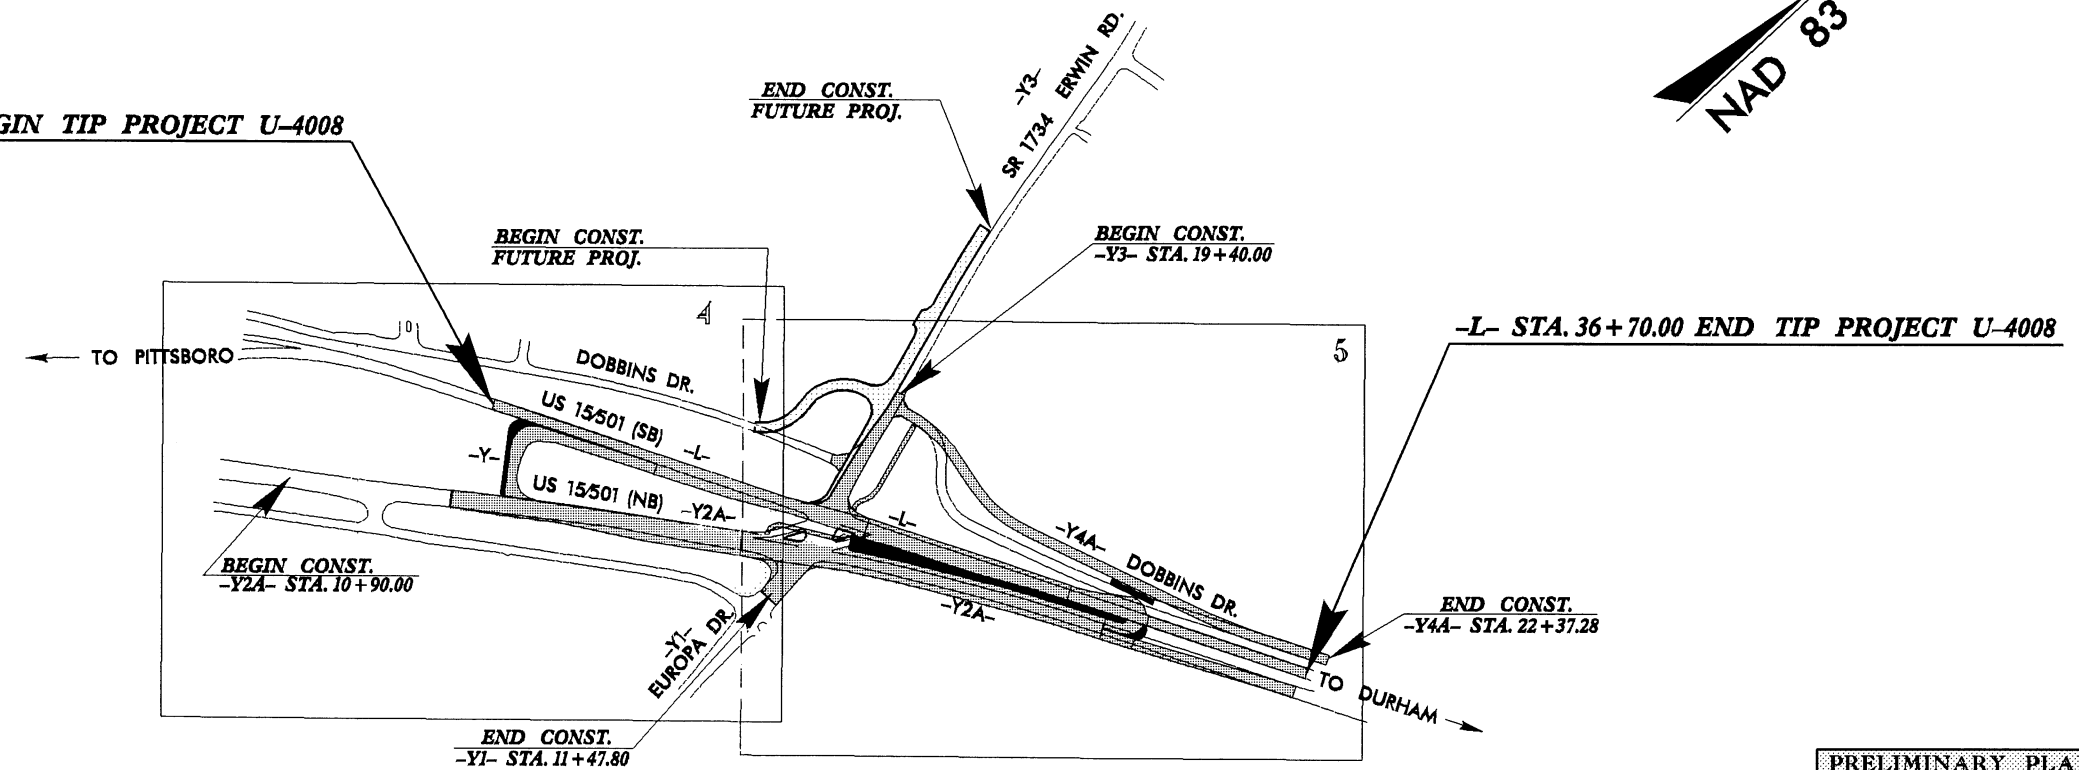 NAD 83
SR 1734 ERWIN RD.
-Y3-
END CONST.
FUTURE PROJ.
TIP PROJECT U-4008
BEGIN CONST.
FUTURE PROJ.
BEGIN CONST.
-Y3- STA. 19+40.00
4
5
-L- STA. 36+70.00 END TIP PROJECT U-4008
TO PITTSBORO
DOBBINS DR.
US 15/501 (SB)
-L-
-Y-
US 15/501 (NB)
-Y2A-
-L-
-Y4A- DOBBINS DR.
BEGIN CONST.
-Y2A- STA. 10+90.00
-Y2A-
END CONST.
-Y4A- STA. 22+37.28
-Y1-
EUROPA DR.
TO DURHAM
END CONST.
-Y1- STA. 11+47.80
PRELIMINARY